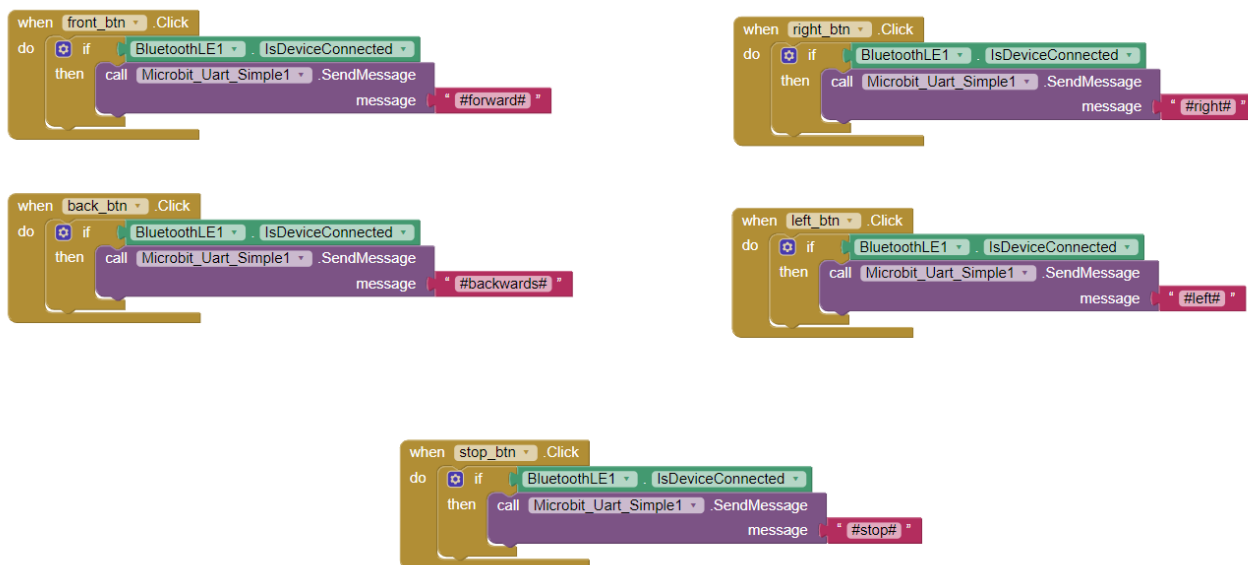 when front_btn .Click
do if BluetoothLE1 . IsDeviceConnected
then call Microbit_Uart_Simple1 .SendMessage
message " #forward# "
when right_btn .Click
do if BluetoothLE1 . IsDeviceConnected
then call Microbit_Uart_Simple1 .SendMessage
message " #right# "
when back_btn .Click
do if BluetoothLE1 . IsDeviceConnected
then call Microbit_Uart_Simple1 .SendMessage
message " #backwards# "
when left_btn .Click
do if BluetoothLE1 . IsDeviceConnected
then call Microbit_Uart_Simple1 .SendMessage
message " #left# "
when stop_btn .Click
do if BluetoothLE1 . IsDeviceConnected
then call Microbit_Uart_Simple1 .SendMessage
message " #stop# "